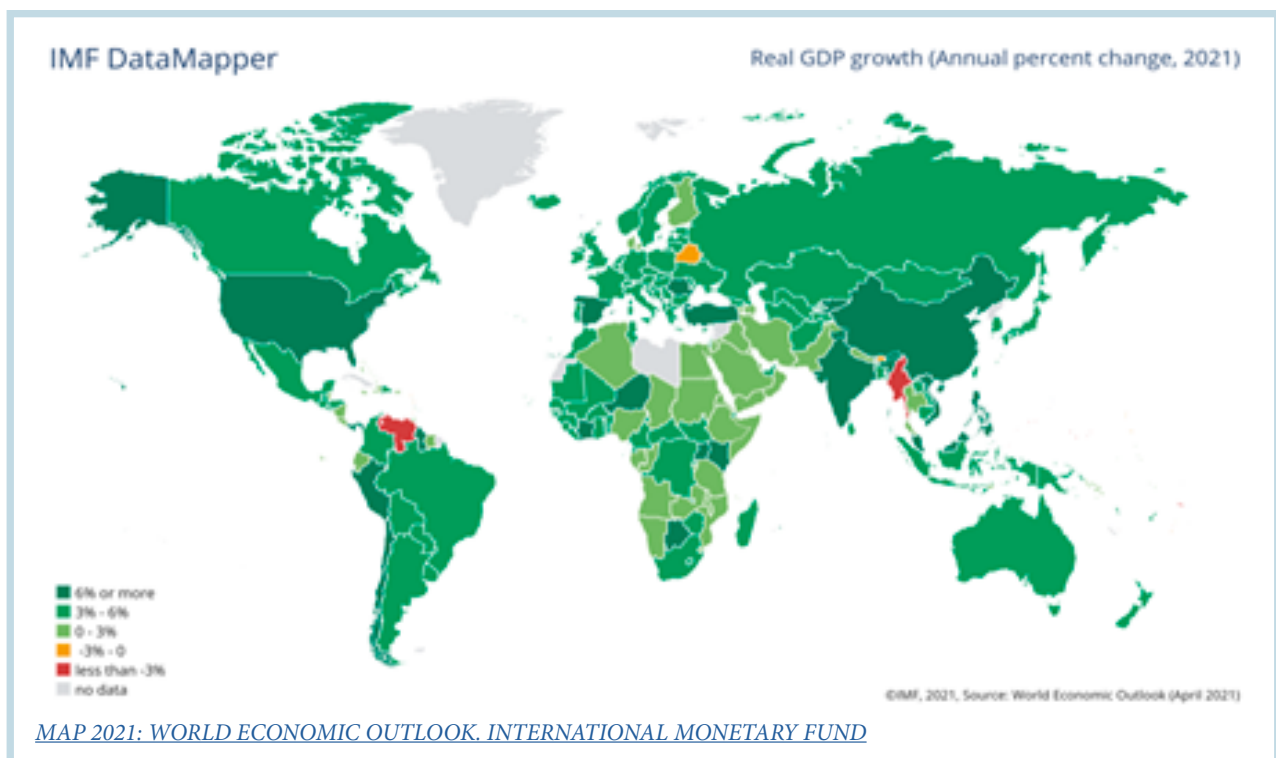 IMF DataMapper
Real GDP growth (Annual percent change, 2021)
6% or more
3% - 6%
0 - 3%
-3% - 0
less than -3%
no data
©IMF, 2021, Source: World Economic Outlook (April 2021)
MAP 2021: WORLD ECONOMIC OUTLOOK. INTERNATIONAL MONETARY FUND